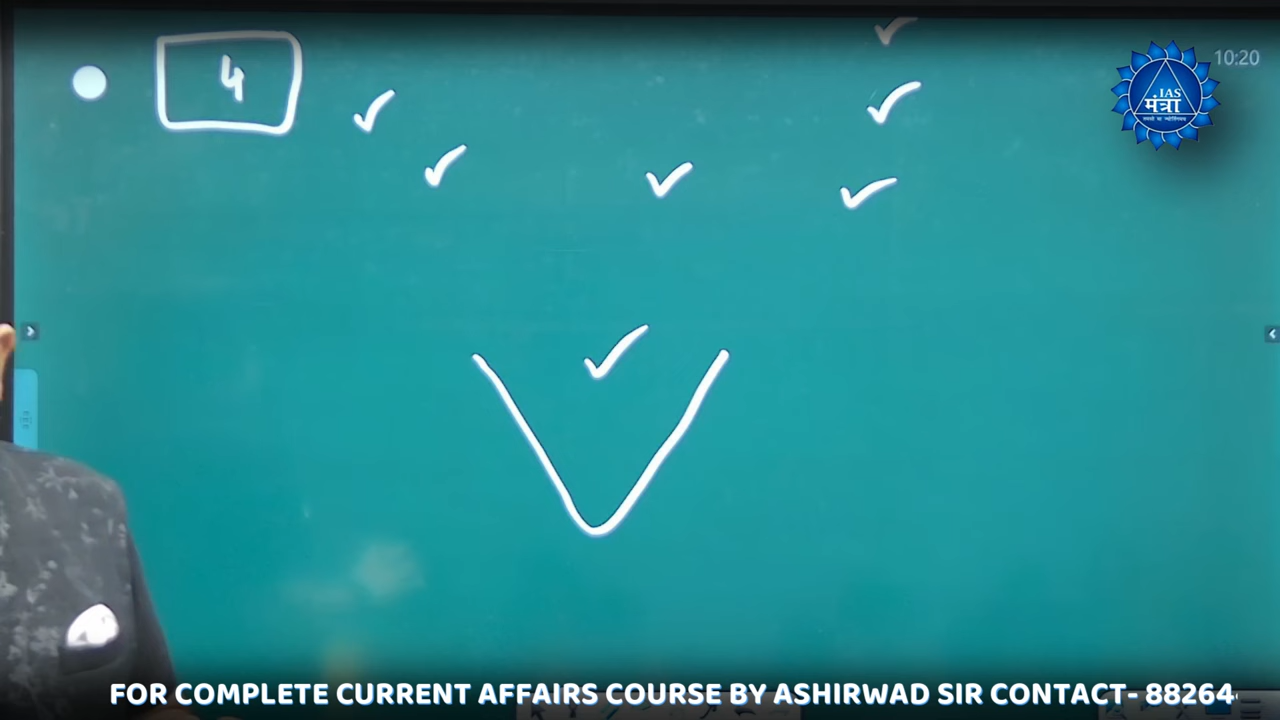 4
10:20
IAS
मंत्रा
FOR COMPLETE CURRENT AFFAIRS COURSE BY ASHIRWAD SIR CONTACT- 88264